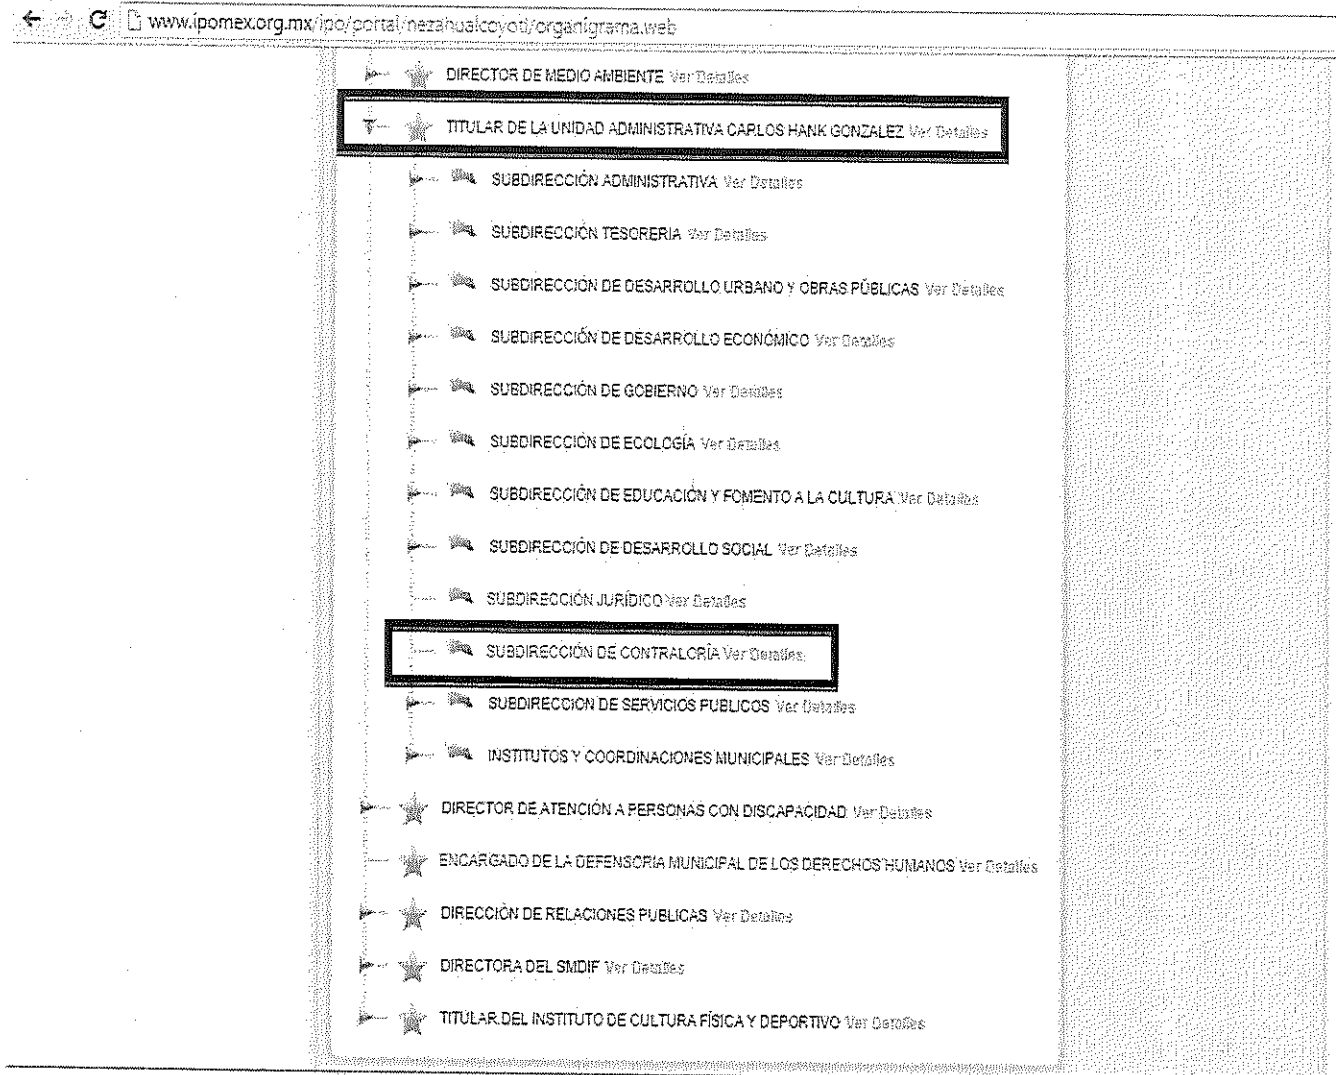 www.ipomex.org.mx/ipo/portal/nezahualcoyotl/organigrama.web
DIRECTOR DE MEDIO AMBIENTE Ver Detalles
TITULAR DE LA UNIDAD ADMINISTRATIVA CARLOS HANK GONZALEZ Ver Detalles
SUBDIRECCIÓN ADMINISTRATIVA Ver Detalles
SUBDIRECCIÓN TESORERIA Ver Detalles
SUBDIRECCIÓN DE DESARROLLO URBANO Y OBRAS PÚBLICAS Ver Detalles
SUBDIRECCIÓN DE DESARROLLO ECONÓMICO Ver Detalles
SUBDIRECCIÓN DE GOBIERNO Ver Detalles
SUBDIRECCIÓN DE ECOLOGÍA Ver Detalles
SUBDIRECCIÓN DE EDUCACIÓN Y FOMENTO A LA CULTURA Ver Detalles
SUBDIRECCIÓN DE DESARROLLO SOCIAL Ver Detalles
SUBDIRECCIÓN JURÍDICO Ver Detalles
SUBDIRECCIÓN DE CONTRALORÍA Ver Detalles
SUBDIRECCION DE SERVICIOS PUBLICOS Ver Detalles
INSTITUTOS Y COORDINACIONES MUNICIPALES Ver Detalles
DIRECTOR DE ATENCIÓN A PERSONAS CON DISCAPACIDAD Ver Detalles
ENCARGADO DE LA DEFENSORIA MUNICIPAL DE LOS DERECHOS HUMANOS Ver Detalles
DIRECCIÓN DE RELACIONES PUBLICAS Ver Detalles
DIRECTORA DEL SMDIF Ver Detalles
TITULAR DEL INSTITUTO DE CULTURA FÍSICA Y DEPORTIVO Ver Detalles